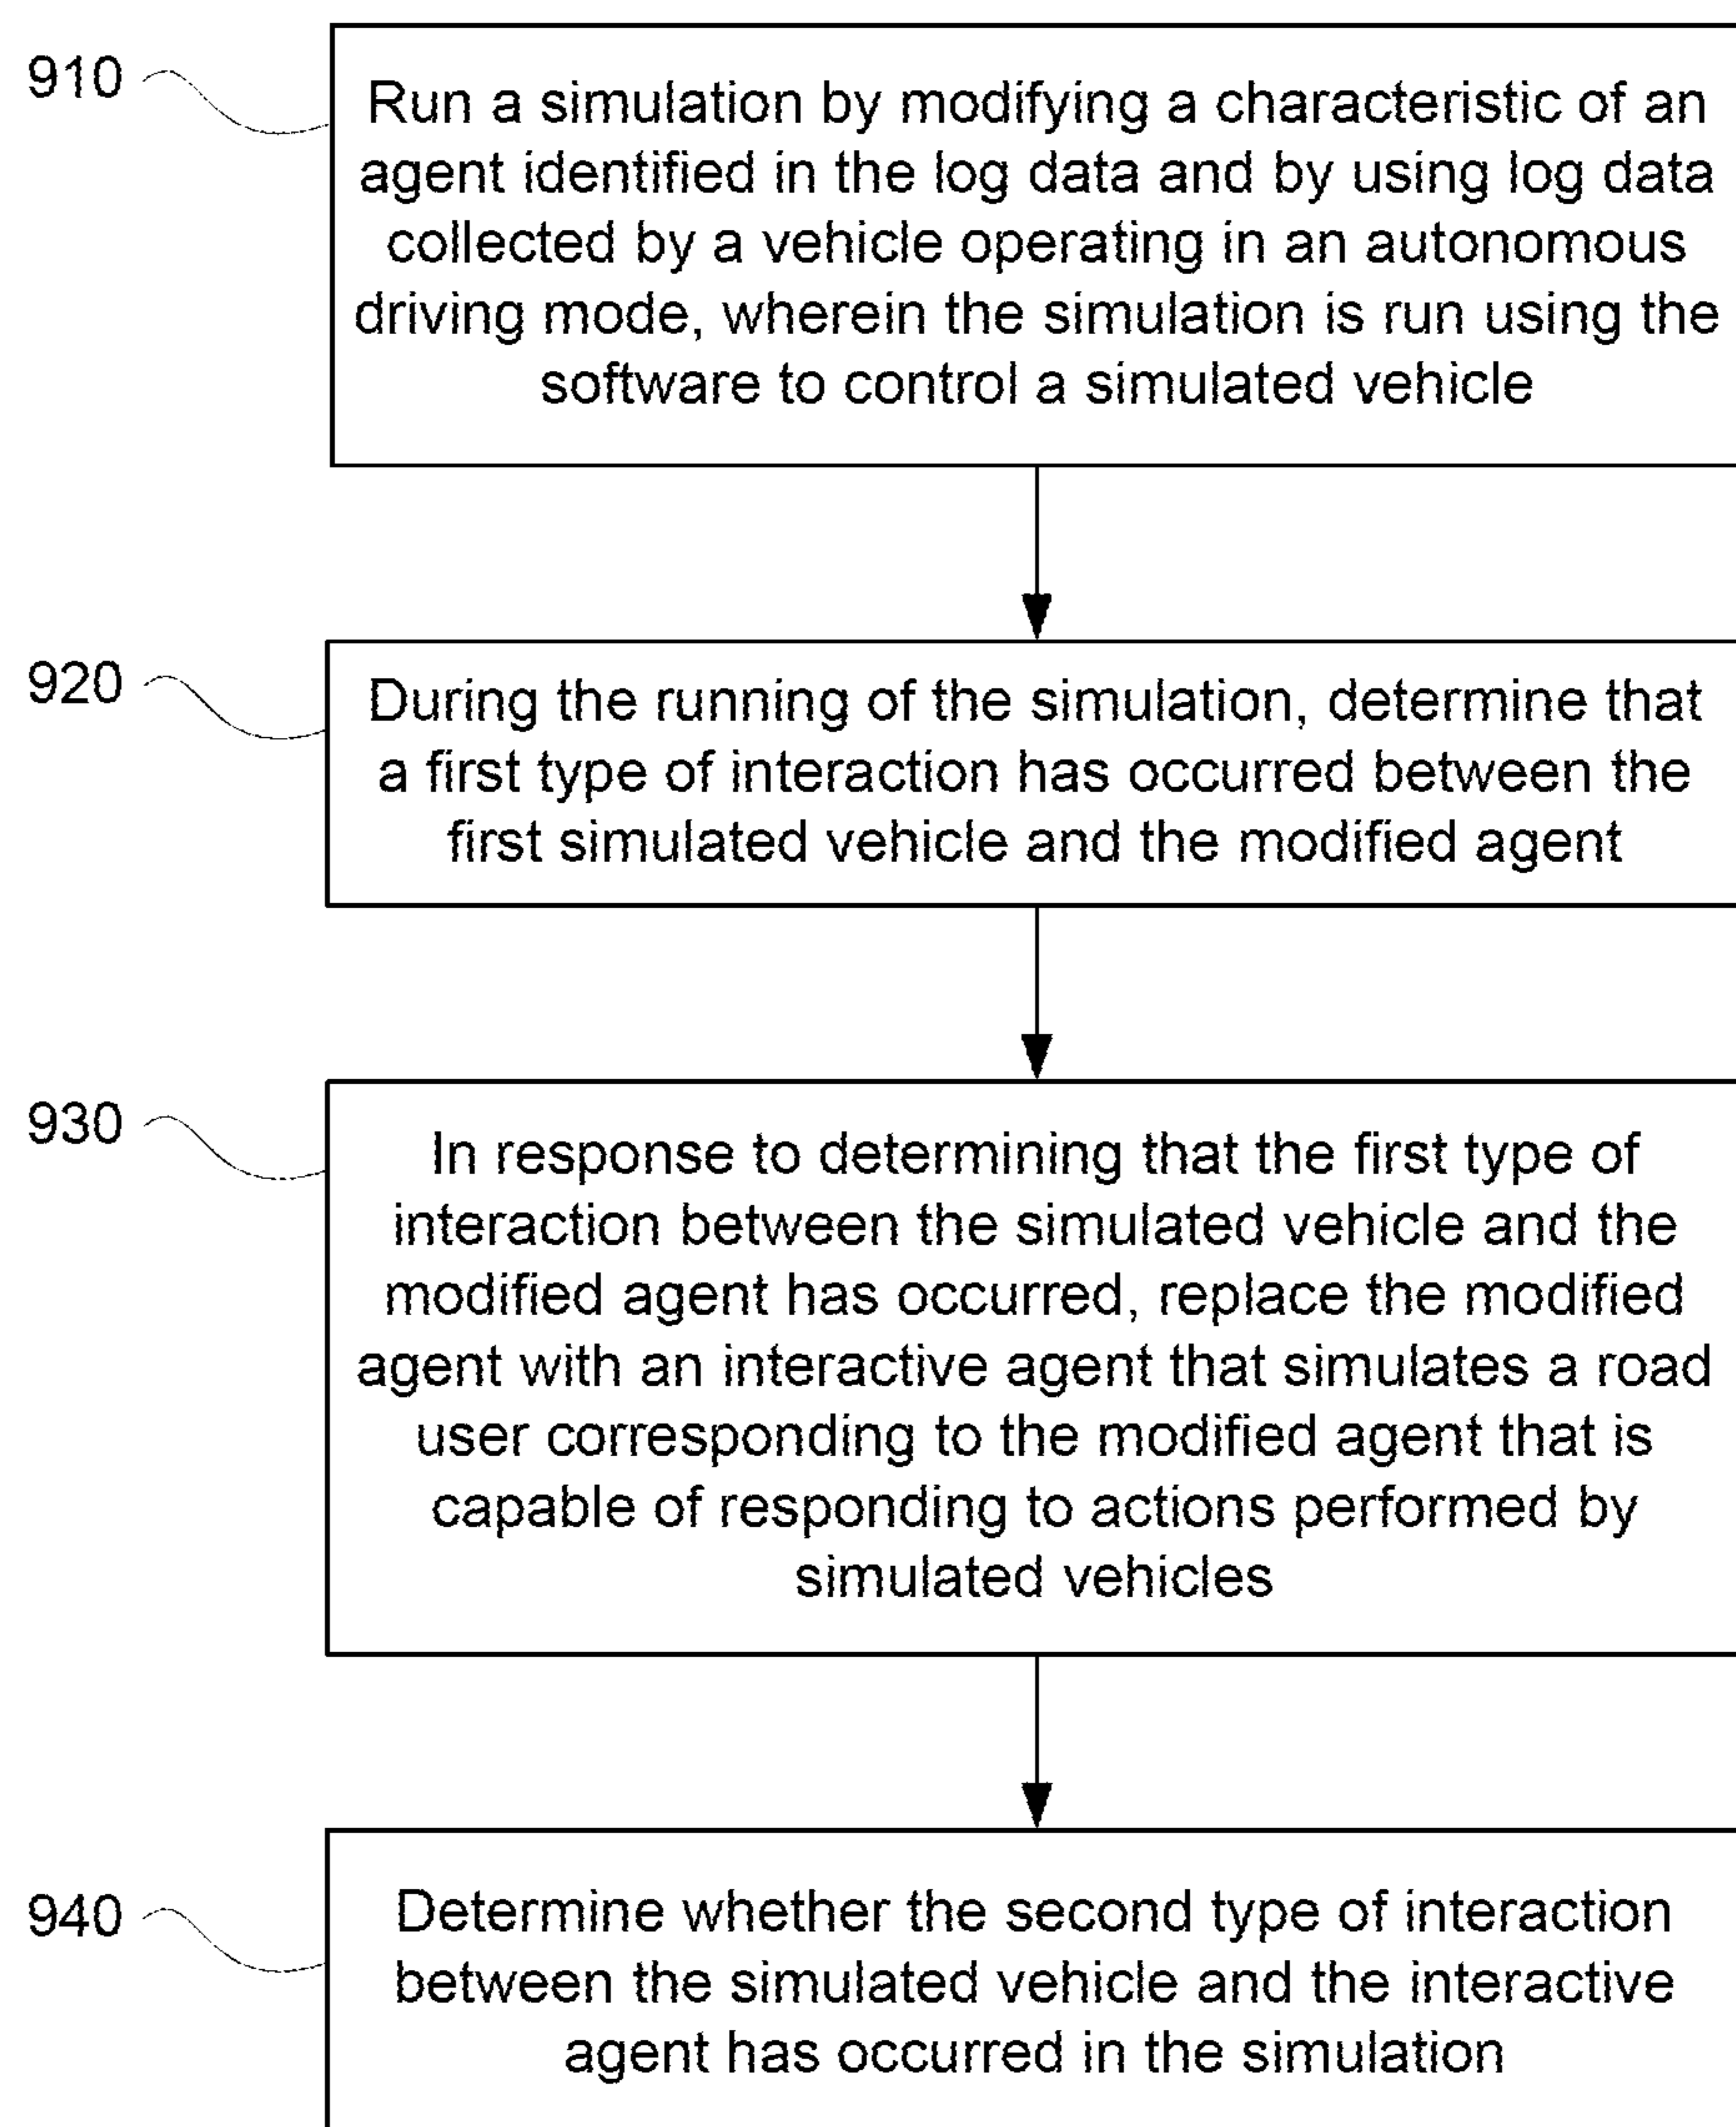 910
Run a simulation by modifying a characteristic of an
agent identified in the log data and by using log data
collected by a vehicle operating in an autonomous
driving mode, wherein the simulation is run using the
software to control a simulated vehicle
920
During the running of the simulation, determine that
a first type of interaction has occurred between the
first simulated vehicle and the modified agent
930
In response to determining that the first type of
interaction between the simulated vehicle and the
modified agent has occurred, replace the modified
agent with an interactive agent that simulates a road
user corresponding to the modified agent that is
capable of responding to actions performed by
simulated vehicles
940
Determine whether the second type of interaction
between the simulated vehicle and the interactive
agent has occurred in the simulation